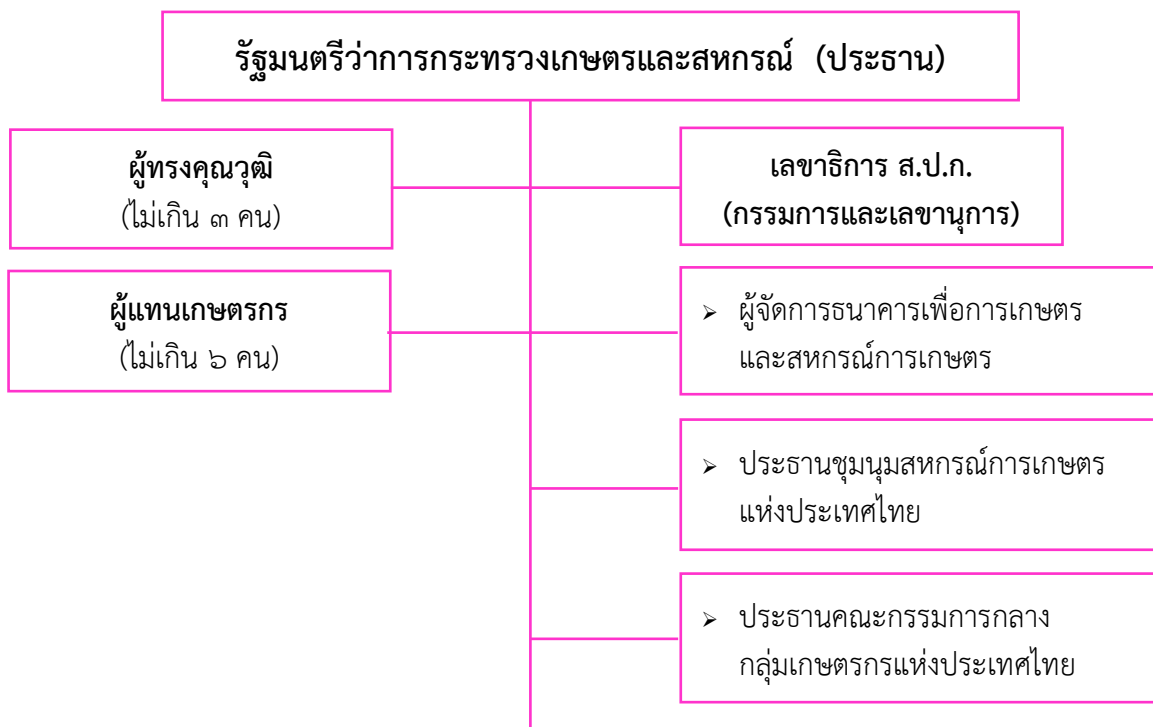 รัฐมนตรีว่าการกระทรวงเกษตรและสหกรณ์ (ประธาน)
ผู้ทรงคุณวุฒิ
(ไม่เกิน ๓ คน)
เลขาธิการ ส.ป.ก.
(กรรมการและเลขานุการ)
ผู้แทนเกษตรกร
(ไม่เกิน ๖ คน)
➢ ผู้จัดการธนาคารเพื่อการเกษตร
และสหกรณ์การเกษตร
➢ ประธานชุมนุมสหกรณ์การเกษตร
แห่งประเทศไทย
➢ ประธานคณะกรรมการกลาง
กลุ่มเกษตรกรแห่งประเทศไทย